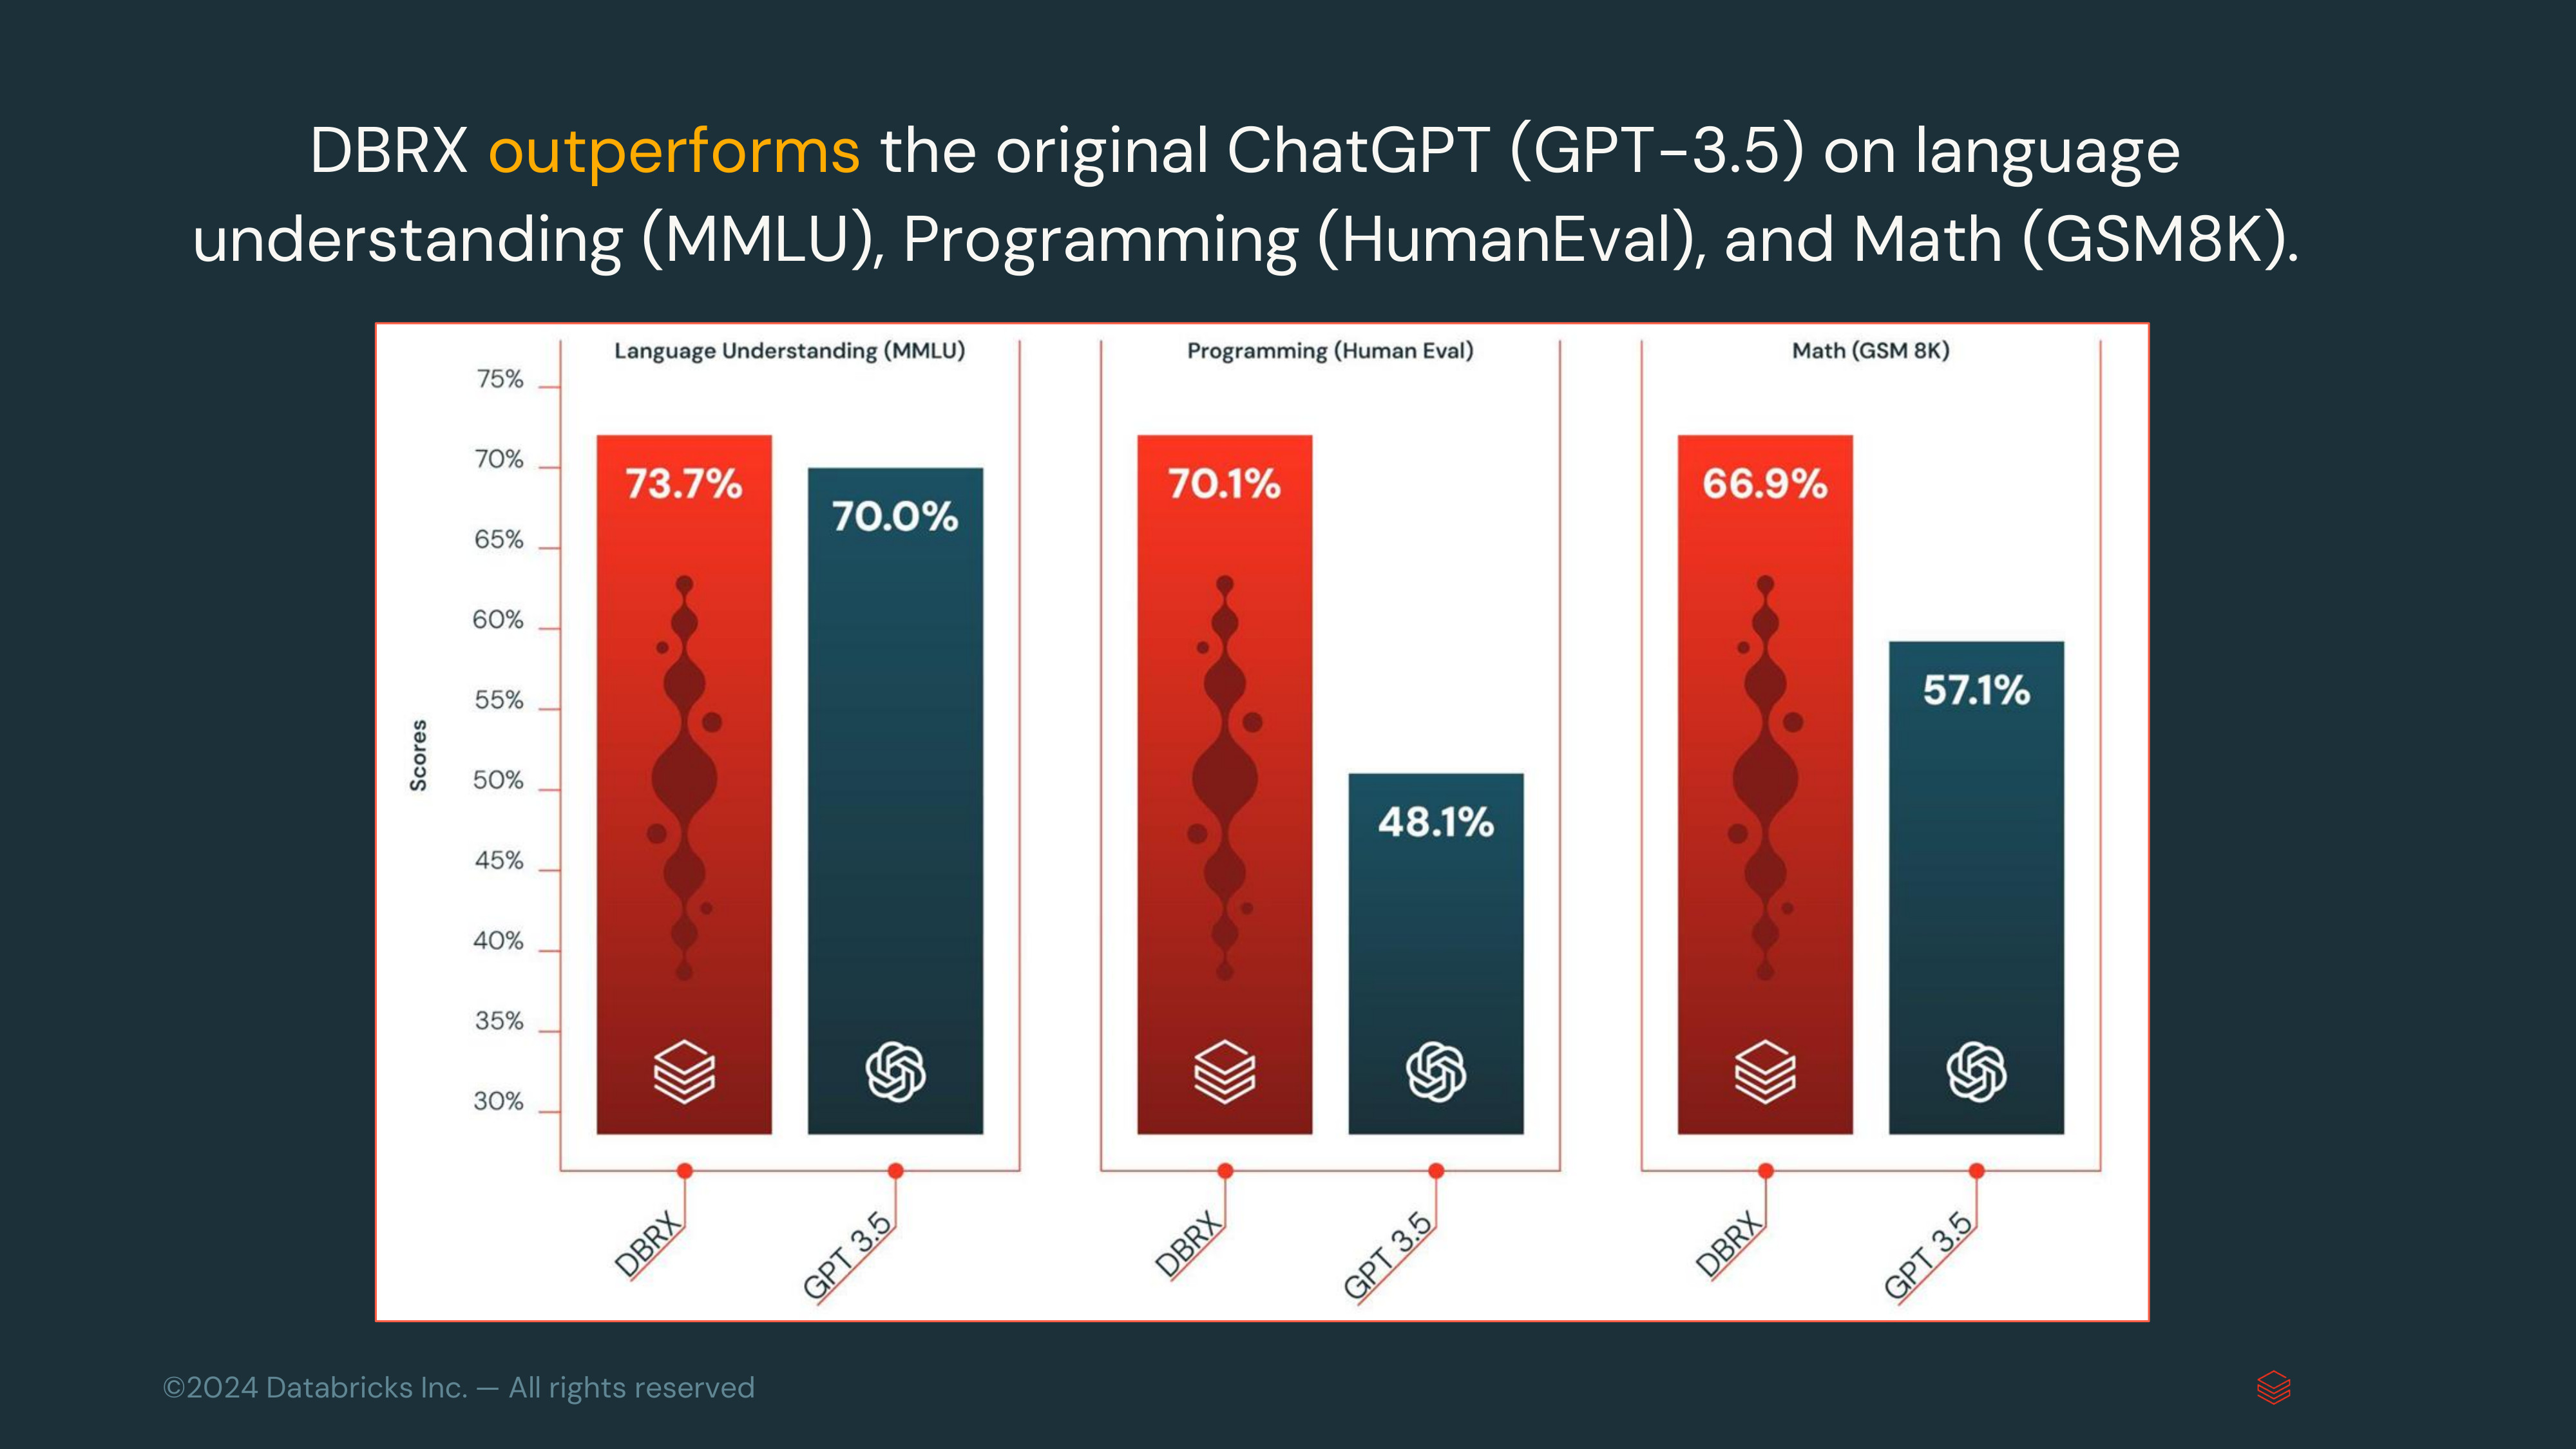 DBRX outperforms the original ChatGPT (GPT-3.5) on language
understanding (MMLU), Programming (HumanEval), and Math (GSM8K).
Language Understanding (MMLU)
Programming (Human Eval)
Math (GSM 8K)
Scores
75%
70%
65%
60%
55%
50%
45%
40%
35%
30%
73.7%
70.0%
70.1%
48.1%
66.9%
57.1%
DBRX
GPT 3.5
DBRX
GPT 3.5
DBRX
GPT 3.5
©2024 Databricks Inc. — All rights reserved